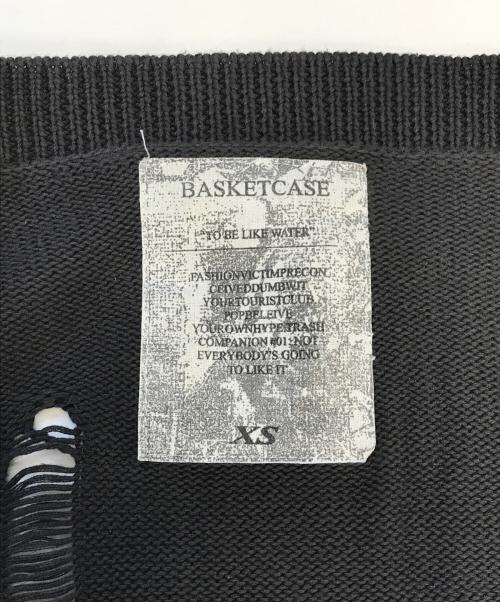 BASKETCASE
"TO BE LIKE WATER"
FASHIONVICTIMPRECON
CEIVEDDUMBWIT
YOURTOURISTCLUB
POPBELEIVE
YOUROWNHYPE:TRASH
COMPANION #01:NOT
EVERYBODY'S GOING
TO LIKE IT
XS